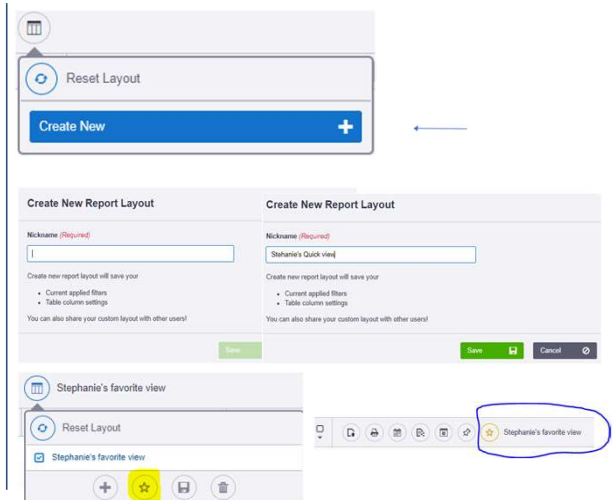 Reset Layout
Create New
Create New Report Layout
Nickname (Required)
Create new report layout will save your
Current applied filters
Table column settings
You can also share your custom layout with other users!
Save
Create New Report Layout
Nickname (Required)
Stehanie's Quick view
Create new report layout will save your
Current applied filters
Table column settings
You can also share your custom layout with other users!
Save
Cancel
Stephanie's favorite view
Reset Layout
Stephanie's favorite view
Stephanie's favorite view